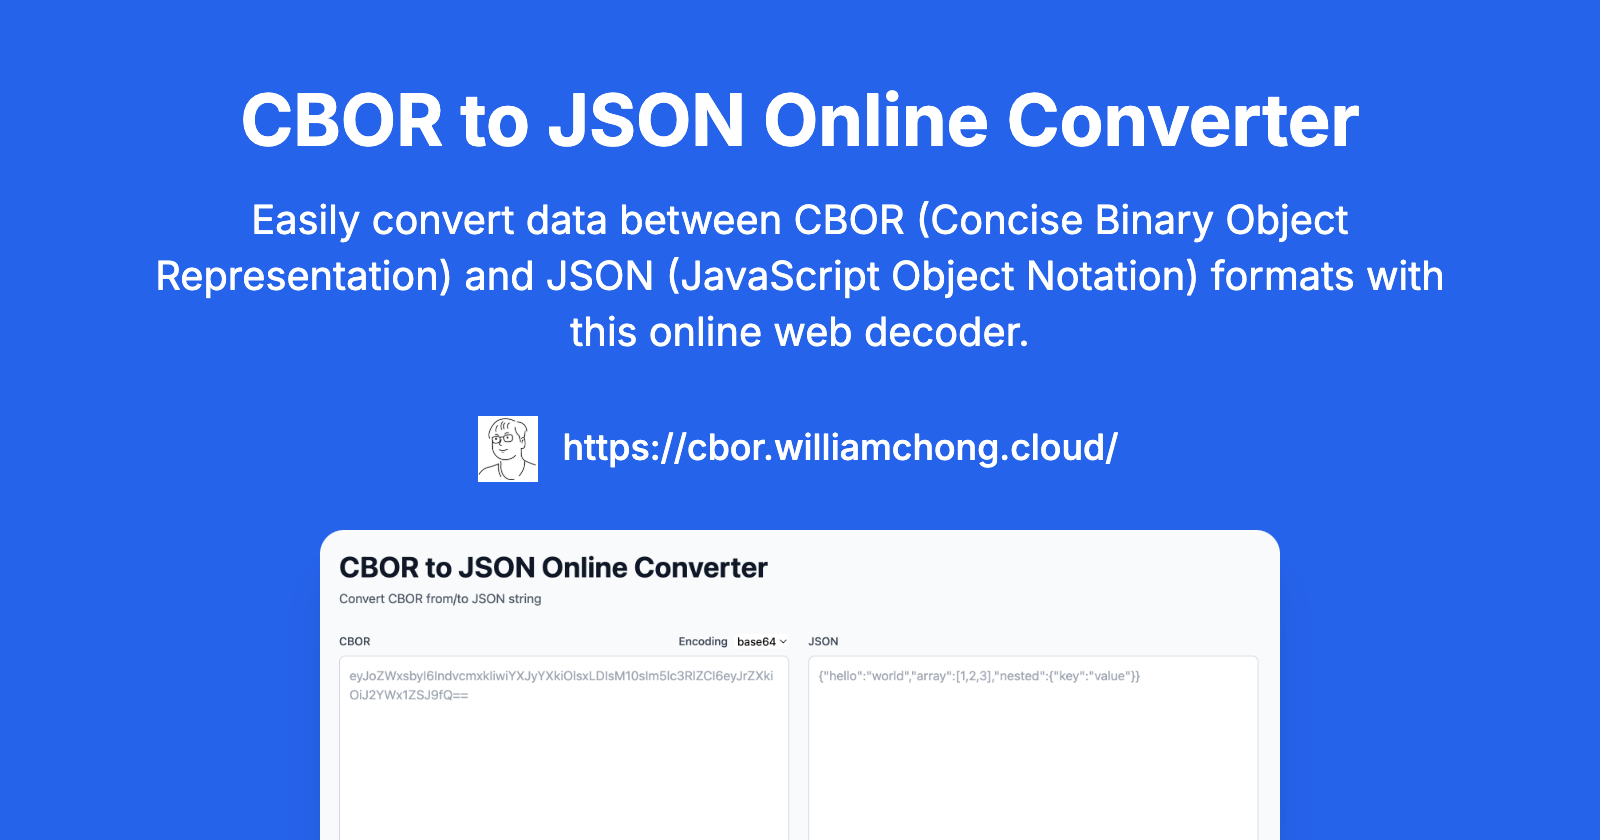 CBOR to JSON Online Converter
Easily convert data between CBOR (Concise Binary Object
Representation) and JSON (JavaScript Object Notation) formats with
this online web decoder.
https://cbor.williamchong.cloud/
CBOR to JSON Online Converter
Convert CBOR from/to JSON string
CBOR Encoding base64 JSON
eyJoZWxsbyI6IndvcmxkIiwiYXJyYXkiOlsxLDIsM10sIm5lc3RlZCI6eyJrZXki
OiJ2YWx1ZSJ9fQ==
{"hello":"world","array":[1,2,3],"nested":{"key":"value"}}